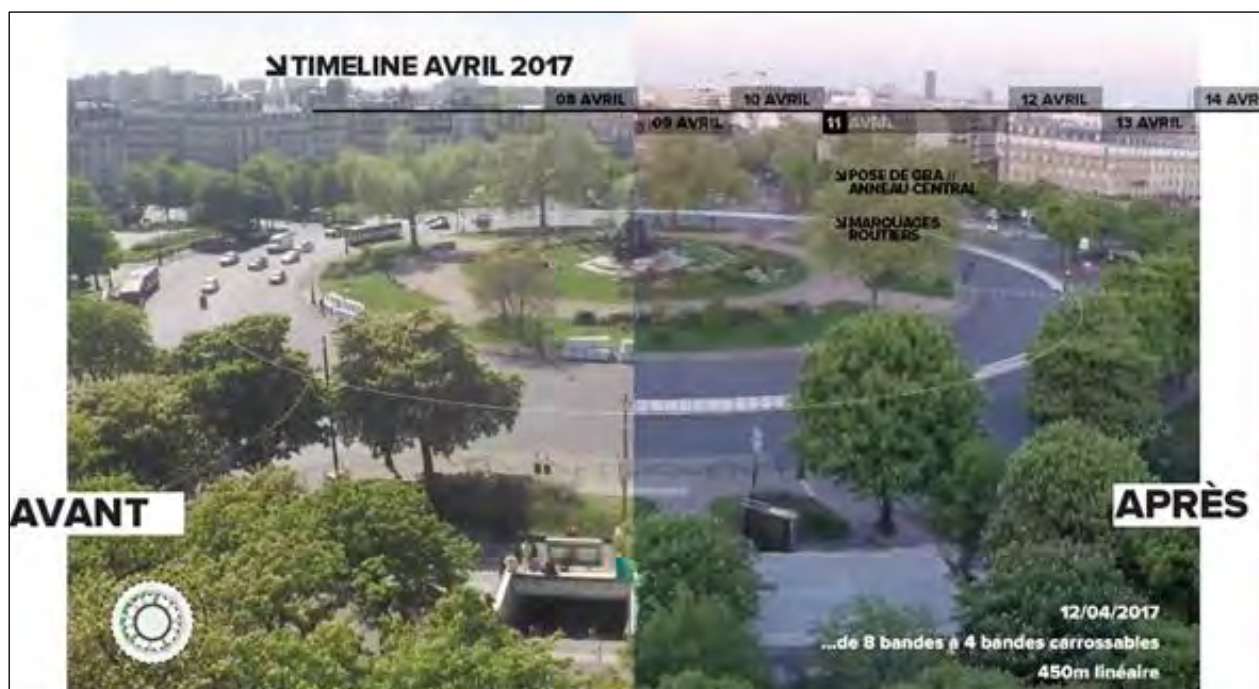 TIMELINE AVRIL 2017
08 AVRIL
09 AVRIL
10 AVRIL
11 AVRIL
12 AVRIL
13 AVRIL
14 AVR
POSE DE GBA //
ANNEAU CENTRAL
MARQUAGES
ROUTIERS
AVANT
APRÈS
12/04/2017
...de 8 bandes à 4 bandes carrossables
450m linéaire